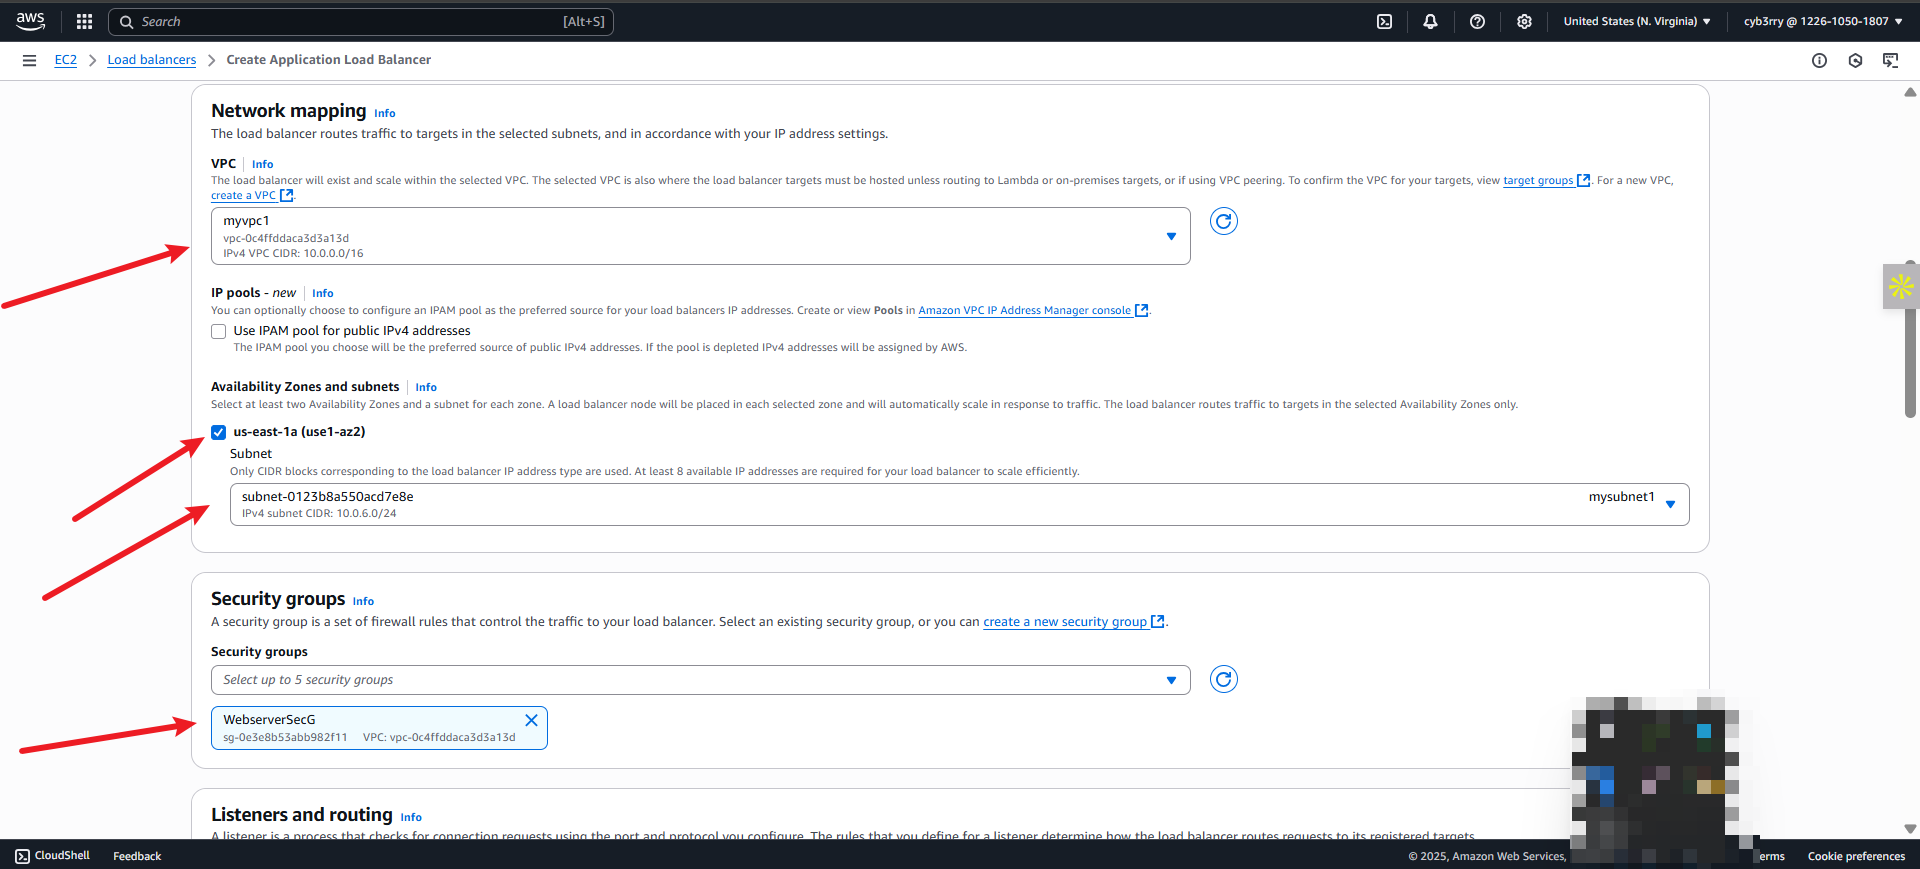 aws
Search [Alt+S]
United States (N. Virginia)
cyb3rry @ 1226-1050-1807
EC2 Load balancers Create Application Load Balancer
Network mapping Info
The load balancer routes traffic to targets in the selected subnets, and in accordance with your IP address settings.
VPC Info
The load balancer will exist and scale within the selected VPC. The selected VPC is also where the load balancer targets must be hosted unless routing to Lambda or on-premises targets, or if using VPC peering. To confirm the VPC for your targets, view target groups. For a new VPC,
create a VPC.
myvpc1
vpc-0c4ffddaca3d3a13d
IPv4 VPC CIDR: 10.0.0.0/16
IP pools - new Info
You can optionally choose to configure an IPAM pool as the preferred source for your load balancers IP addresses. Create or view Pools in Amazon VPC IP Address Manager console.
Use IPAM pool for public IPv4 addresses
The IPAM pool you choose will be the preferred source of public IPv4 addresses. If the pool is depleted IPv4 addresses will be assigned by AWS.
Availability Zones and subnets Info
Select at least two Availability Zones and a subnet for each zone. A load balancer node will be placed in each selected zone and will automatically scale in response to traffic. The load balancer routes traffic to targets in the selected Availability Zones only.
us-east-1a (use1-az2)
Subnet
Only CIDR blocks corresponding to the load balancer IP address type are used. At least 8 available IP addresses are required for your load balancer to scale efficiently.
subnet-0123b8a550acd7e8e mysubnet1
IPv4 subnet CIDR: 10.0.6.0/24
Security groups Info
A security group is a set of firewall rules that control the traffic to your load balancer. Select an existing security group, or you can create a new security group.
Security groups
Select up to 5 security groups
WebserverSecG
sg-0e3e8b53abb982f11 VPC: vpc-0c4ffddaca3d3a13d
Listeners and routing Info
A listener is a process that checks for connection requests using the port and protocol you configure. The rules that you define for a listener determine how the load balancer routes requests to its registered targets.
CloudShell Feedback
© 2025, Amazon Web Services,
erms
Cookie preferences